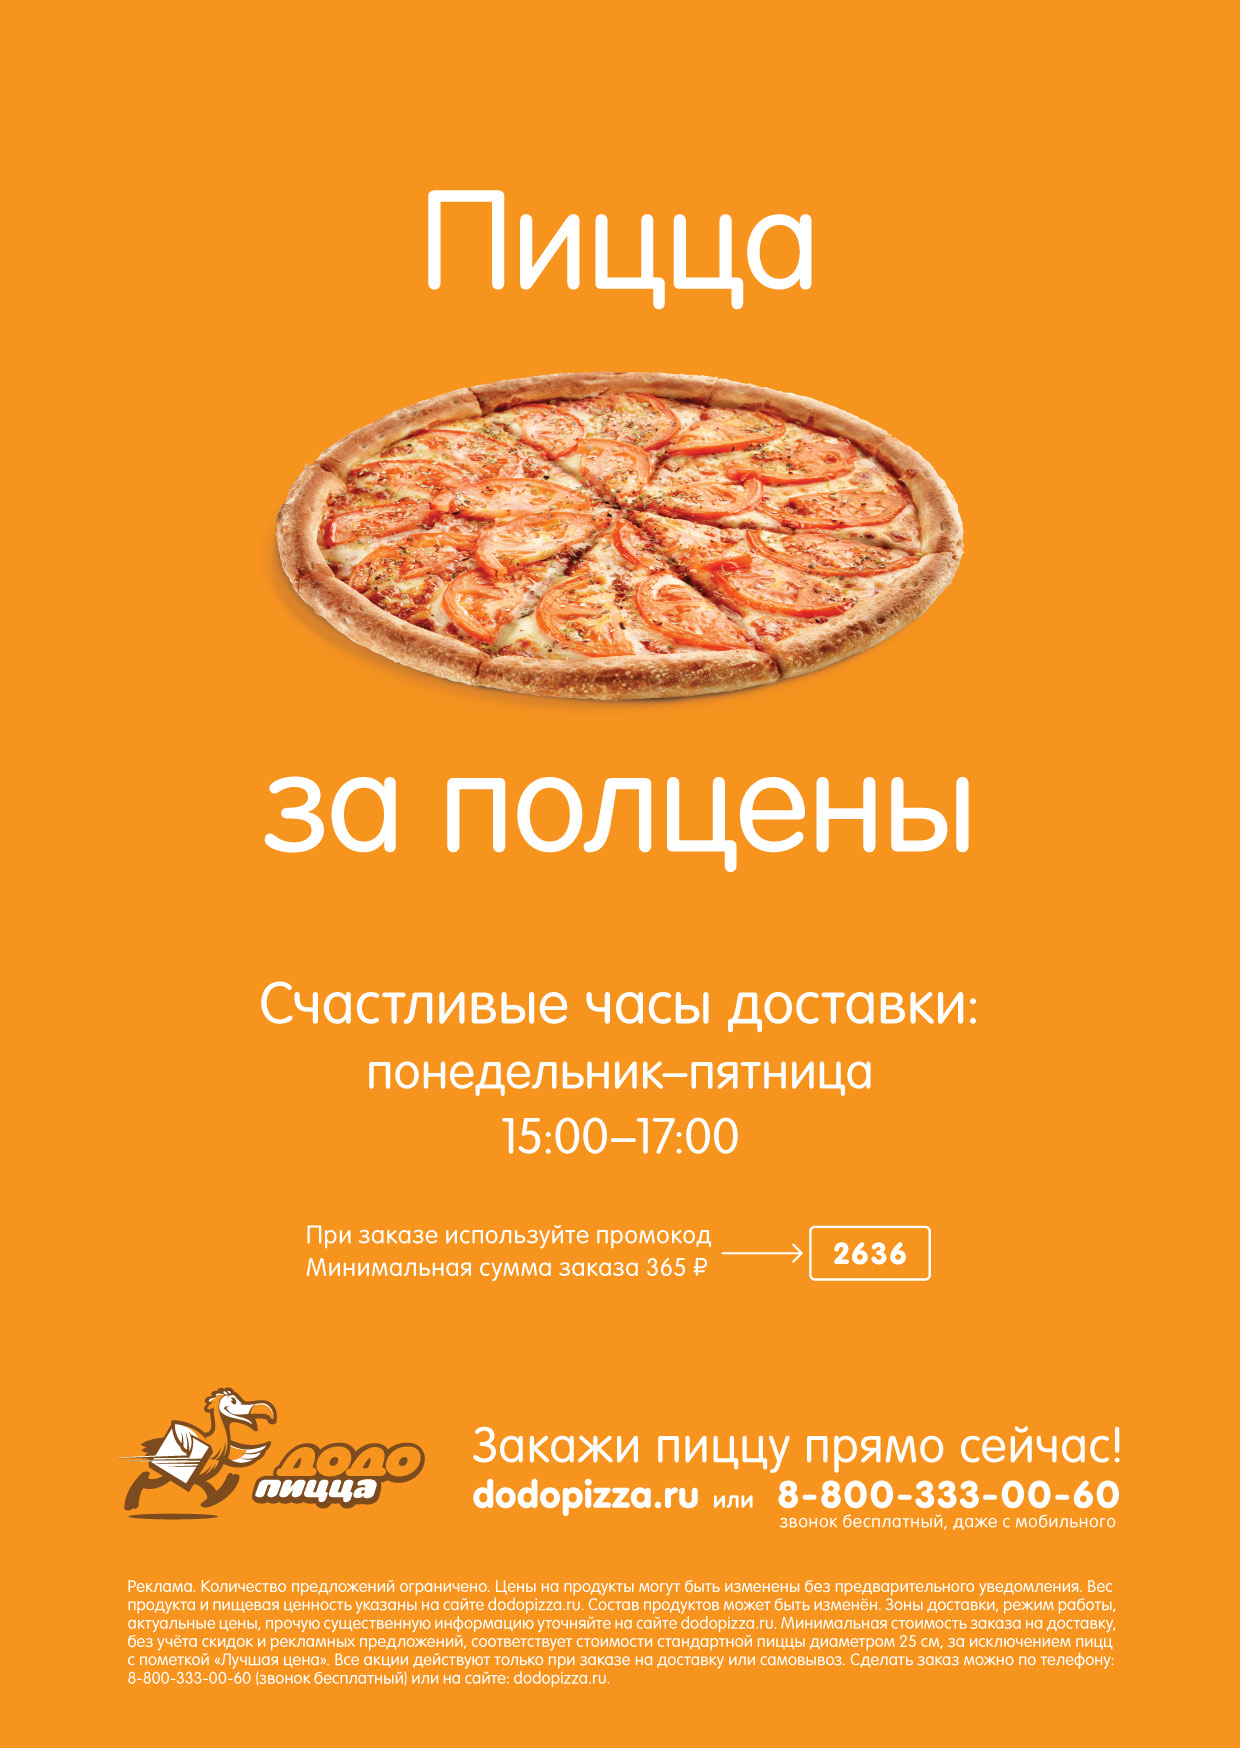 Пицца
за полцены
Счастливые часы доставки:
понедельник–пятница
15:00–17:00
При заказе используйте промокод
Минимальная сумма заказа 365 ₽
2636
ДОДО
пицца
Закажи пиццу прямо сейчас!
dodopizza.ru или 8-800-333-00-60
звонок бесплатный, даже с мобильного
Реклама. Количество предложений ограничено. Цены на продукты могут быть изменены без предварительного уведомления. Вес
продукта и пищевая ценность указаны на сайте dodopizza.ru. Состав продуктов может быть изменён. Зоны доставки, режим работы,
актуальные цены, прочую существенную информацию уточняйте на сайте dodopizza.ru. Минимальная стоимость заказа на доставку,
без учёта скидок и рекламных предложений, соответствует стоимости стандартной пиццы диаметром 25 см, за исключением пицц
с пометкой «Лучшая цена». Все акции действуют только при заказе на доставку или самовывоз. Сделать заказ можно по телефону:
8-800-333-00-60 (звонок бесплатный) или на сайте: dodopizza.ru.